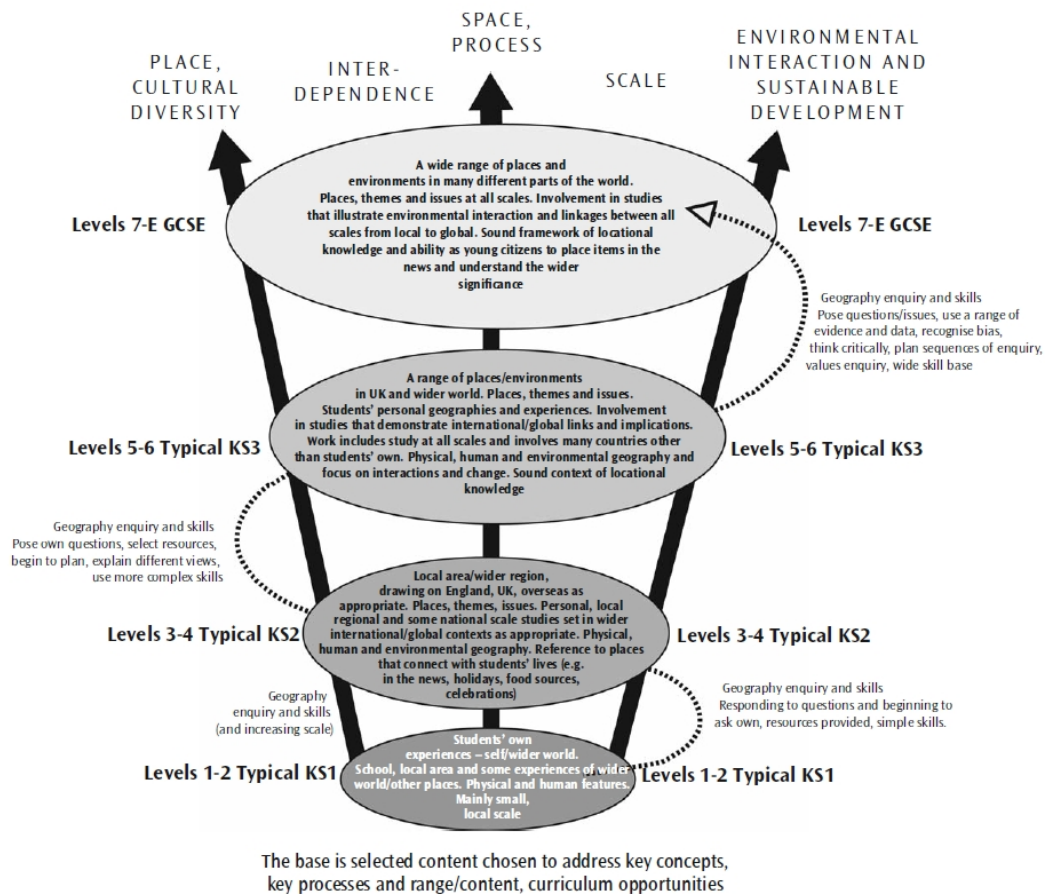 SPACE,
PROCESS
PLACE,
CULTURAL
DIVERSITY
INTER-
DEPENDENCE
SCALE
ENVIRONMENTAL
INTERACTION AND
SUSTAINABLE
DEVELOPMENT
A wide range of places and
environments in many different parts of the world.
Places, themes and issues at all scales. Involvement in studies
that illustrate environmental interaction and linkages between all
scales from local to global. Sound framework of locational
knowledge and ability as young citizens to place items in the
news and understand the wider
significance
Levels 7-E GCSE
Levels 7-E GCSE
Geography enquiry and skills
Pose questions/issues, use a range of
evidence and data, recognise bias,
think critically, plan sequences of enquiry,
values enquiry, wide skill base
A range of places/environments
in UK and wider world. Places, themes and issues.
Students' personal geographies and experiences. Involvement
in studies that demonstrate international/global links and implications.
Work includes study at all scales and involves many countries other
than students' own. Physical, human and environmental geography and
focus on interactions and change. Sound context of locational
knowledge
Levels 5-6 Typical KS3
Levels 5-6 Typical KS3
Geography enquiry and skills
Pose own questions, select resources,
begin to plan, explain different views,
use more complex skills
Local area/wider region,
drawing on England, UK, overseas as
appropriate. Places, themes, issues. Personal, local
regional and some national scale studies set in wider
international/global contexts as appropriate. Physical,
human and environmental geography. Reference to places
that connect with students' lives (e.g.
in the news, holidays, food sources,
celebrations)
Levels 3-4 Typical KS2
Levels 3-4 Typical KS2
Geography
enquiry and skills
(and increasing scale)
Geography enquiry and skills
Responding to questions and beginning to
ask own, resources provided, simple skills.
Students' own
experiences – self/wider world.
School, local area and some experiences of wider
world/other places. Physical and human features.
Mainly small,
local scale
Levels 1-2 Typical KS1
Levels 1-2 Typical KS1
The base is selected content chosen to address key concepts,
key processes and range/content, curriculum opportunities